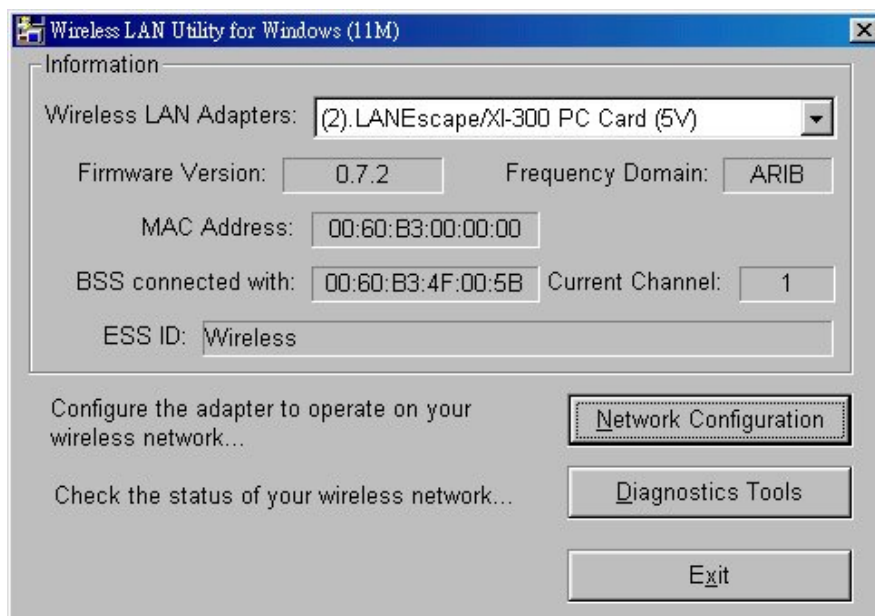 Wireless LAN Utility for Windows (11M)
Information
Wireless LAN Adapters: (2).LANEscape/XI-300 PC Card (5V)
Firmware Version: 0.7.2 Frequency Domain: ARIB
MAC Address: 00:60:B3:00:00:00
BSS connected with: 00:60:B3:4F:00:5B Current Channel: 1
ESS ID: Wireless
Configure the adapter to operate on your
wireless network...
Network Configuration
Check the status of your wireless network...
Diagnostics Tools
Exit